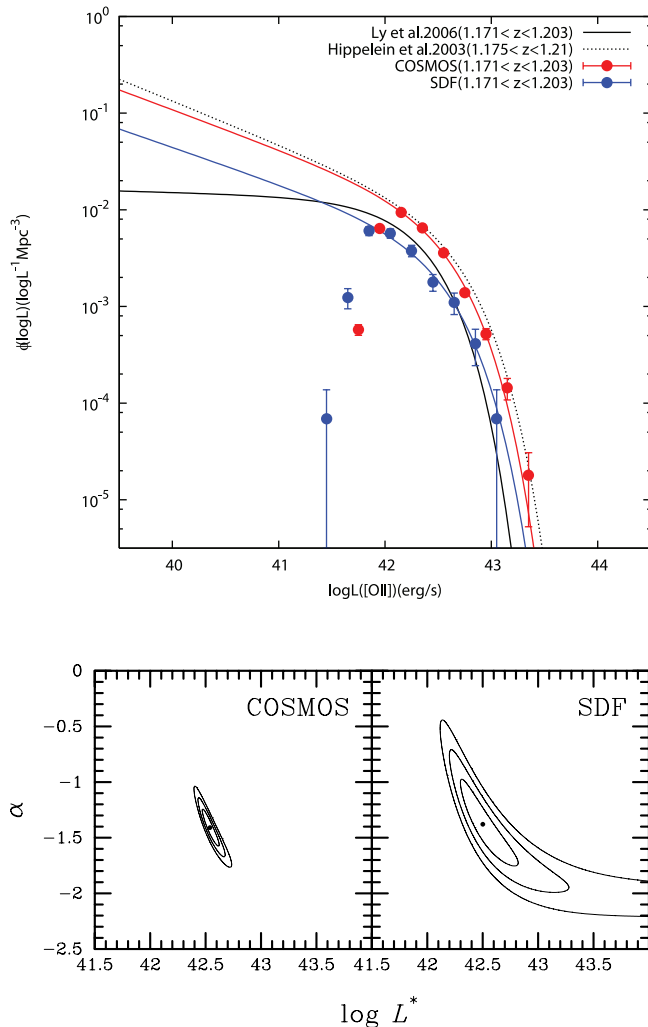 Ly et al.2006(1.171< z<1.203)
Hippelein et al.2003(1.175< z<1.21)
COSMOS(1.171< z<1.203)
SDF(1.171< z<1.203)
10^0
10^-1
10^-2
10^-3
10^-4
10^-5
ϕ(logL)(logL^-1Mpc^-3)
40 41 42 43 44
logL([OII])(erg/s)
COSMOS
SDF
0
−0.5
−1
−1.5
−2
−2.5
α
41.5 42 42.5 43 43.5
41.5 42 42.5 43 43.5
log L*